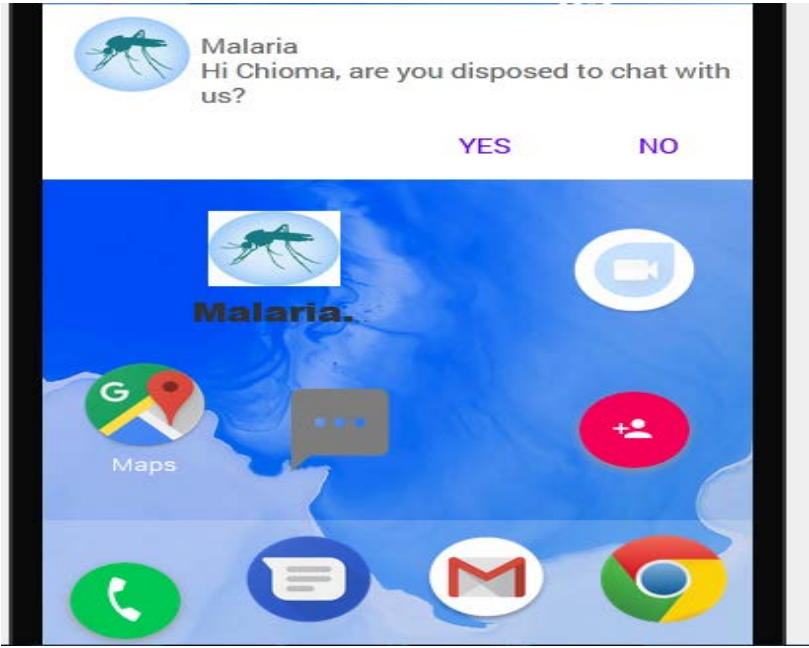 Malaria
Hi Chioma, are you disposed to chat with
us?
YES NO
Malaria.
G
Maps